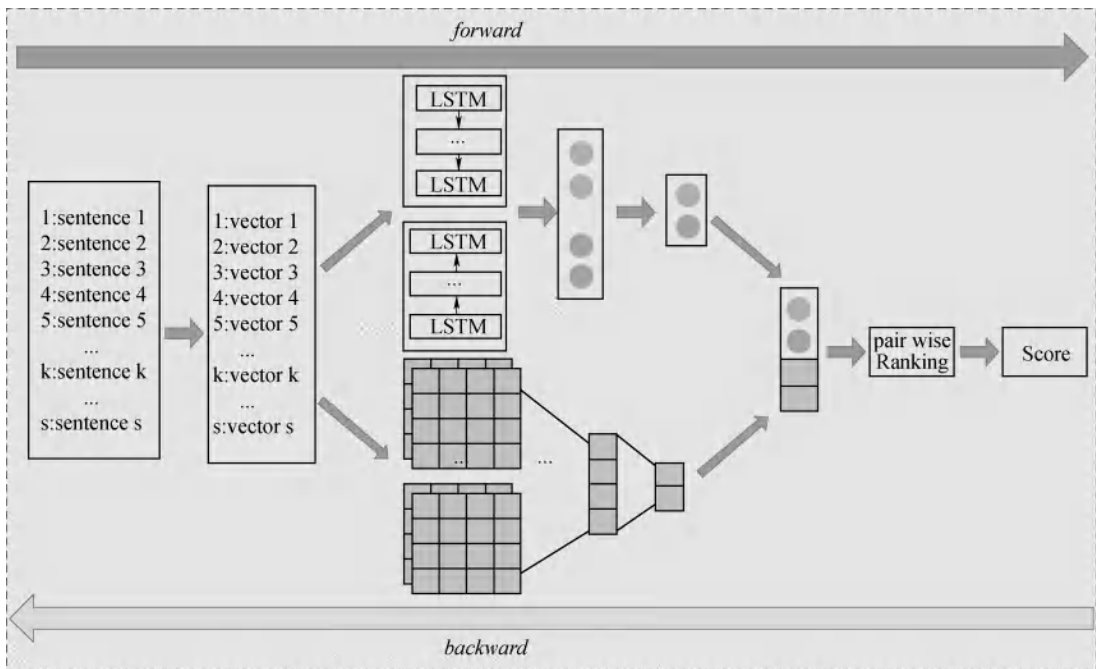 forward
1:sentence 1
2:sentence 2
3:sentence 3
4:sentence 4
5:sentence 5
...
k:sentence k
...
s:sentence s
1:vector 1
2:vector 2
3:vector 3
4:vector 4
5:vector 5
...
k:vector k
...
s:vector s
LSTM
...
LSTM
LSTM
...
LSTM
...
...
pair wise
Ranking
Score
backward